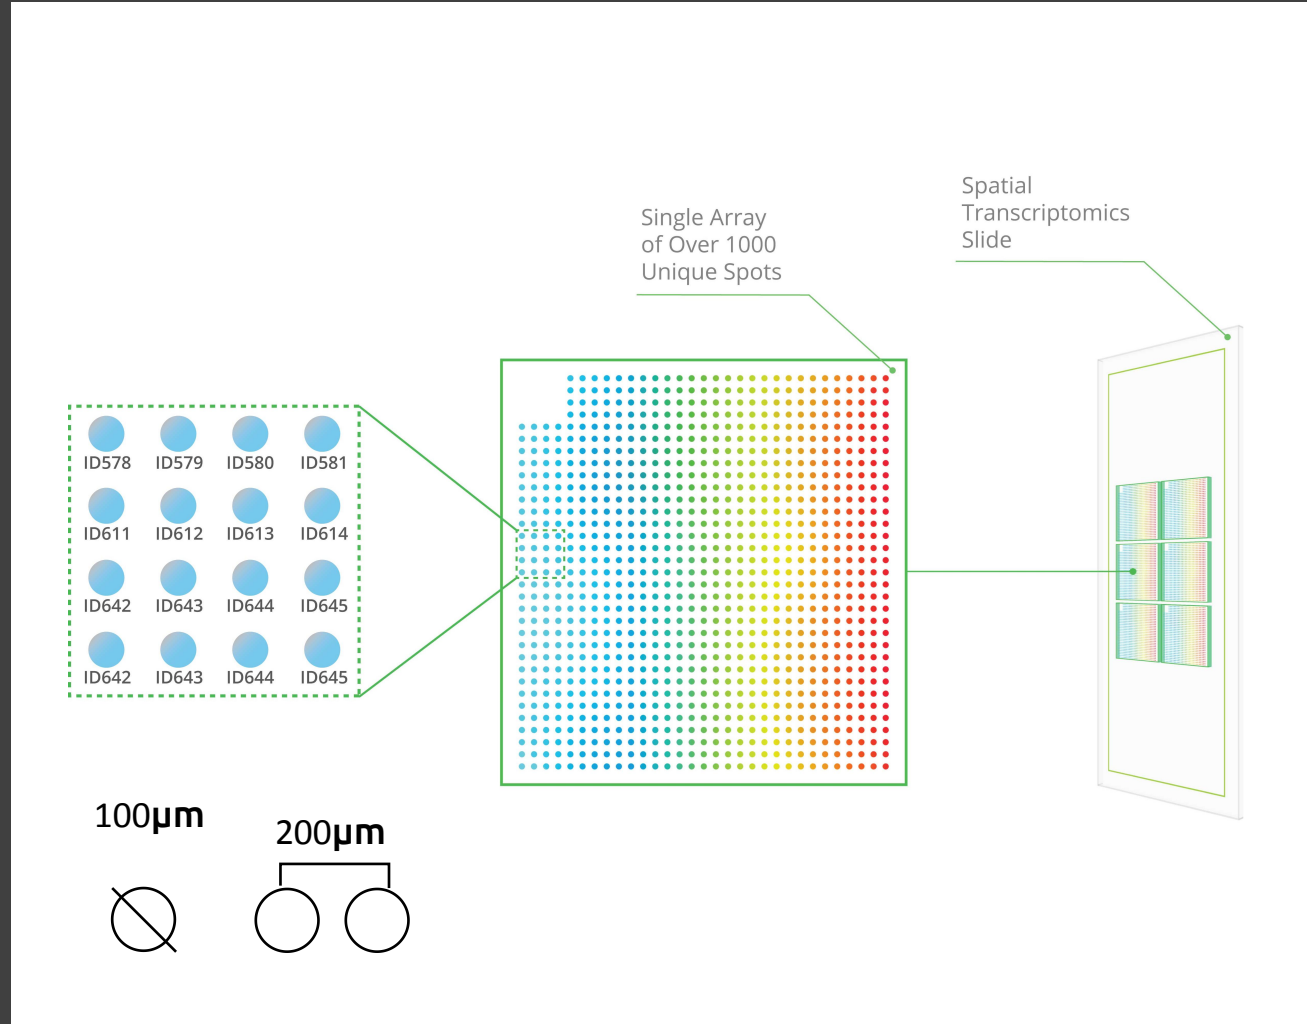 Spatial
Transcriptomics
Slide
Single Array
of Over 1000
Unique Spots
ID578 ID579 ID580 ID581
ID611 ID612 ID613 ID614
ID642 ID643 ID644 ID645
ID642 ID643 ID644 ID645
100µm
200µm